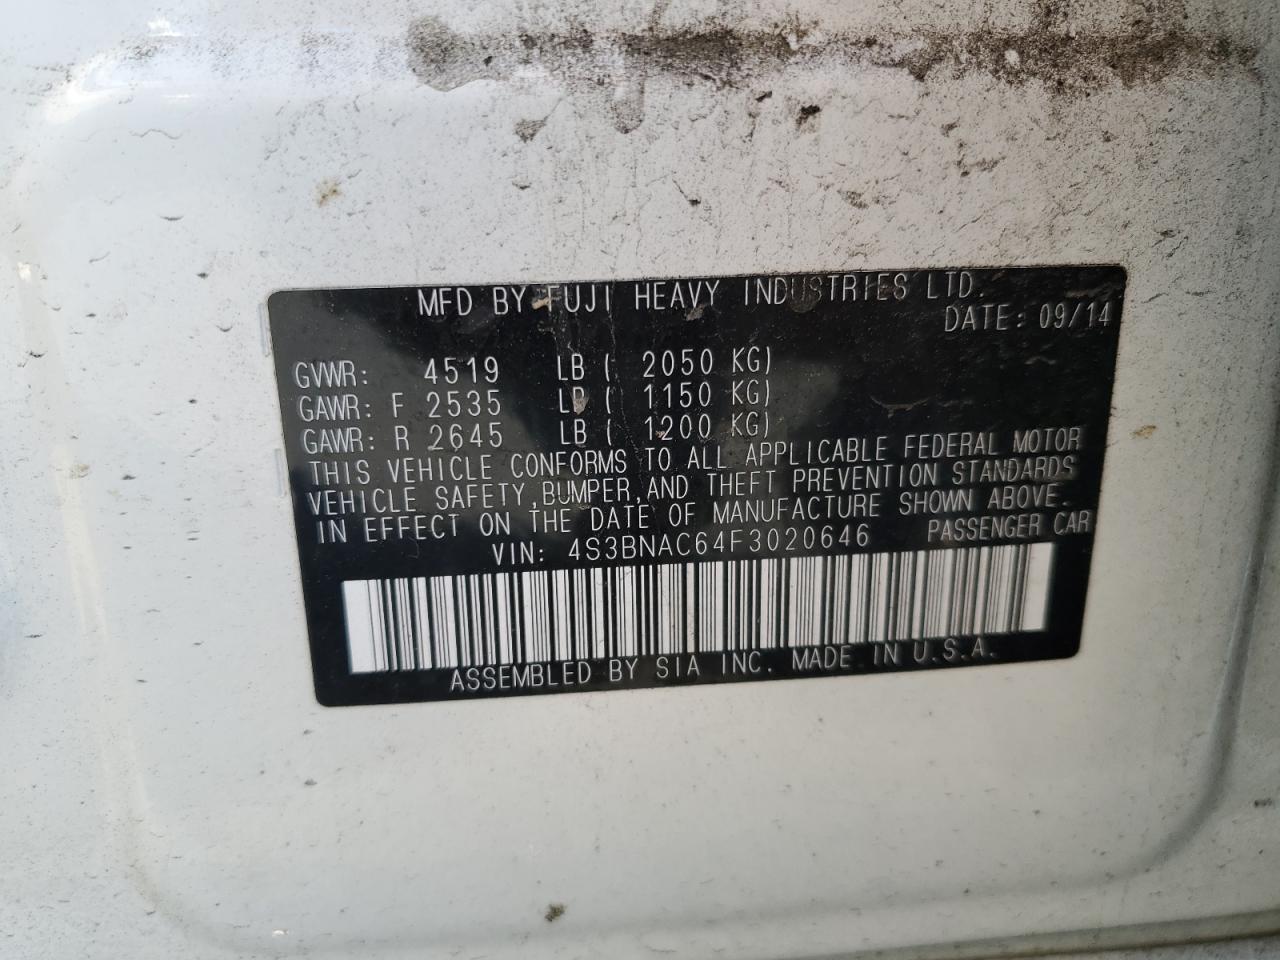 MFD BY FUJI HEAVY INDUSTRIES LTD.
DATE: 09/14
GVWR: 4519 LB ( 2050 KG)
GAWR: F 2535 LB ( 1150 KG)
GAWR: R 2645 LB ( 1200 KG)
THIS VEHICLE CONFORMS TO ALL APPLICABLE FEDERAL MOTOR
VEHICLE SAFETY,BUMPER,AND THEFT PREVENTION STANDARDS
IN EFFECT ON THE DATE OF MANUFACTURE SHOWN ABOVE.
VIN: 4S3BNAC64F3020646 PASSENGER CAR
ASSEMBLED BY SIA INC. MADE IN U.S.A.